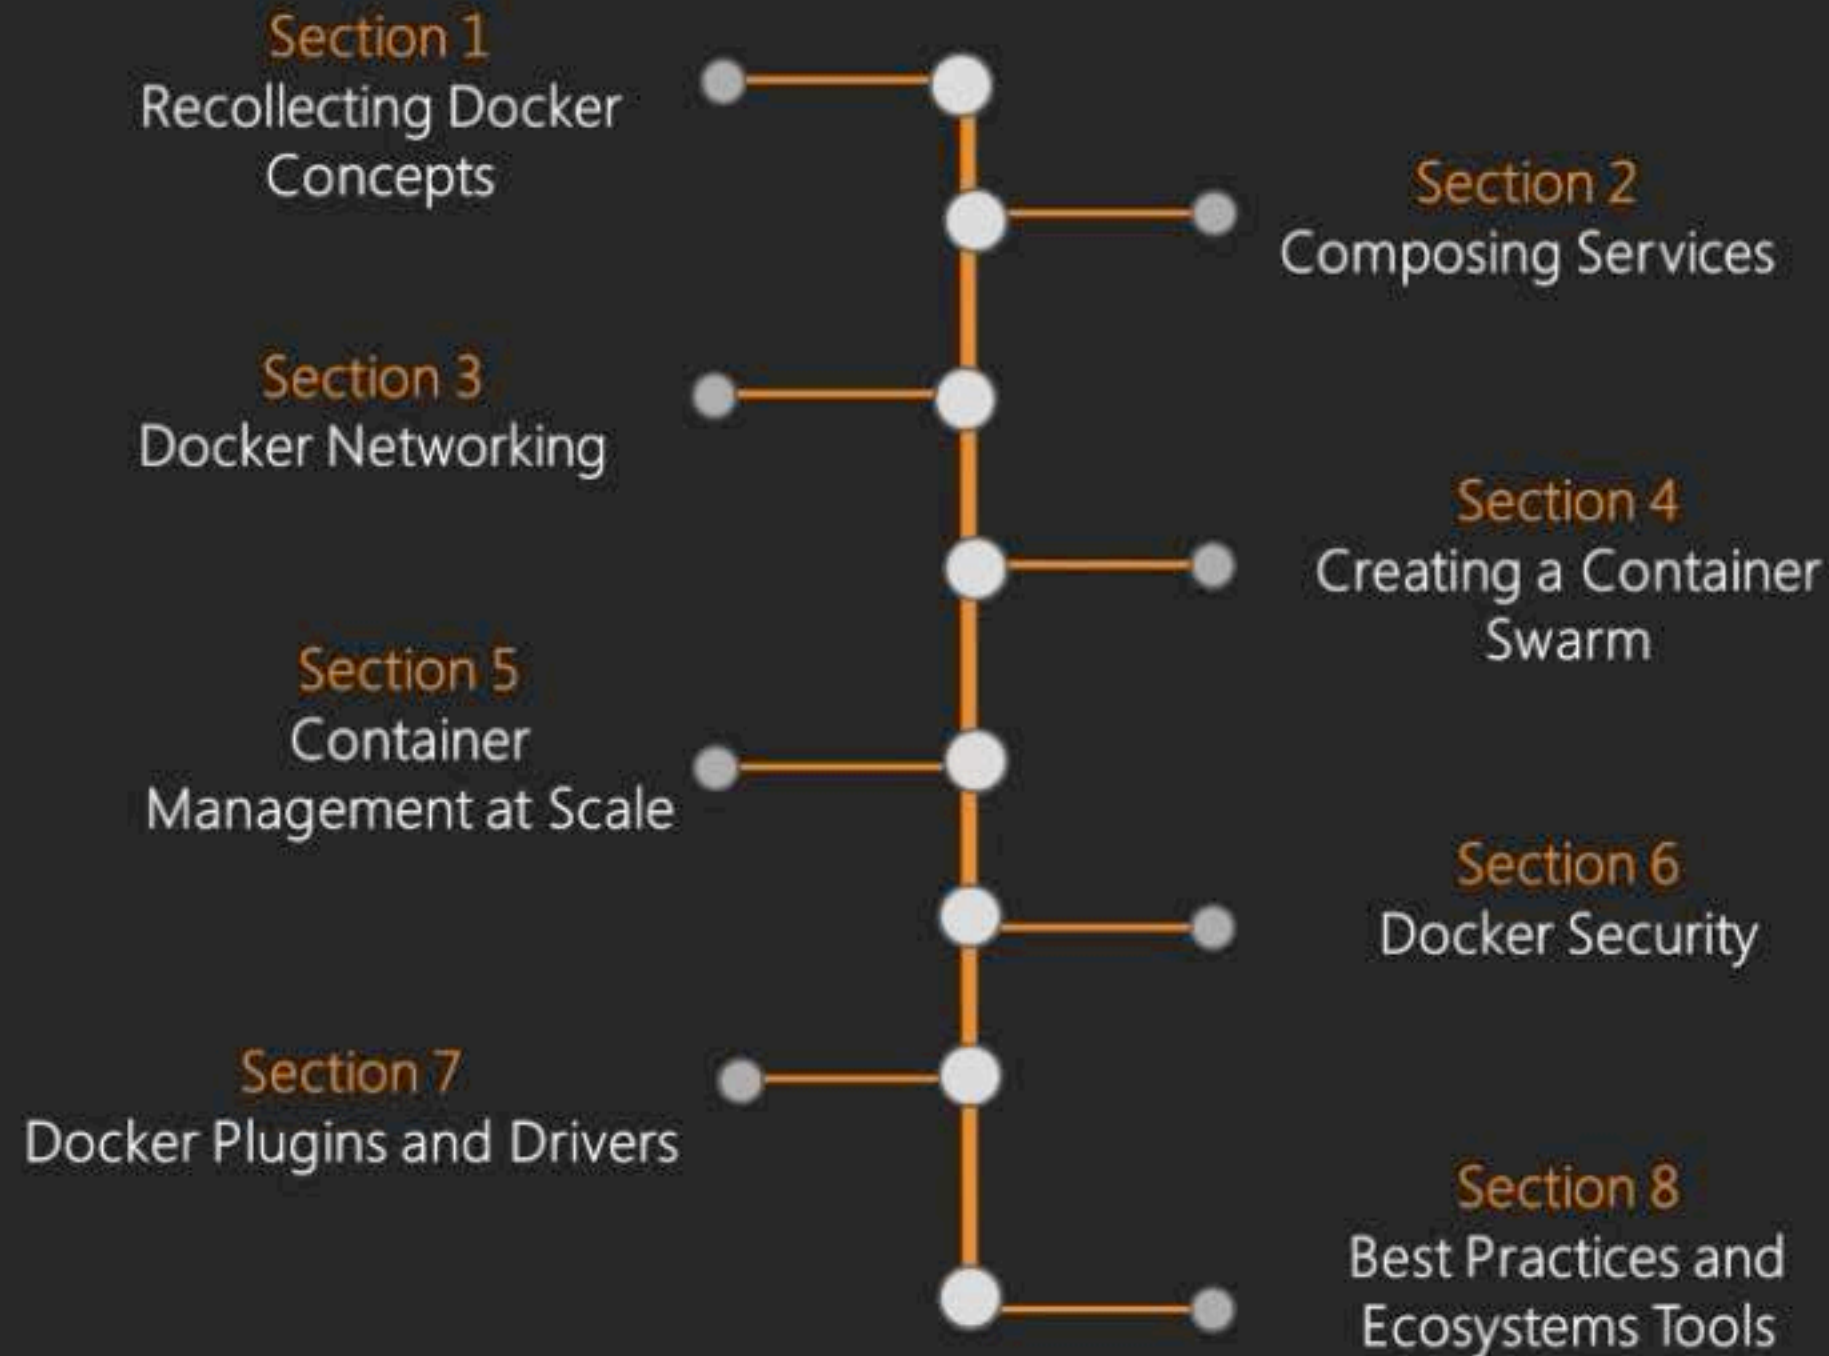 Section 1
Recollecting Docker
Concepts
Section 2
Composing Services
Section 3
Docker Networking
Section 4
Creating a Container
Swarm
Section 5
Container
Management at Scale
Section 6
Docker Security
Section 7
Docker Plugins and Drivers
Section 8
Best Practices and
Ecosystems Tools